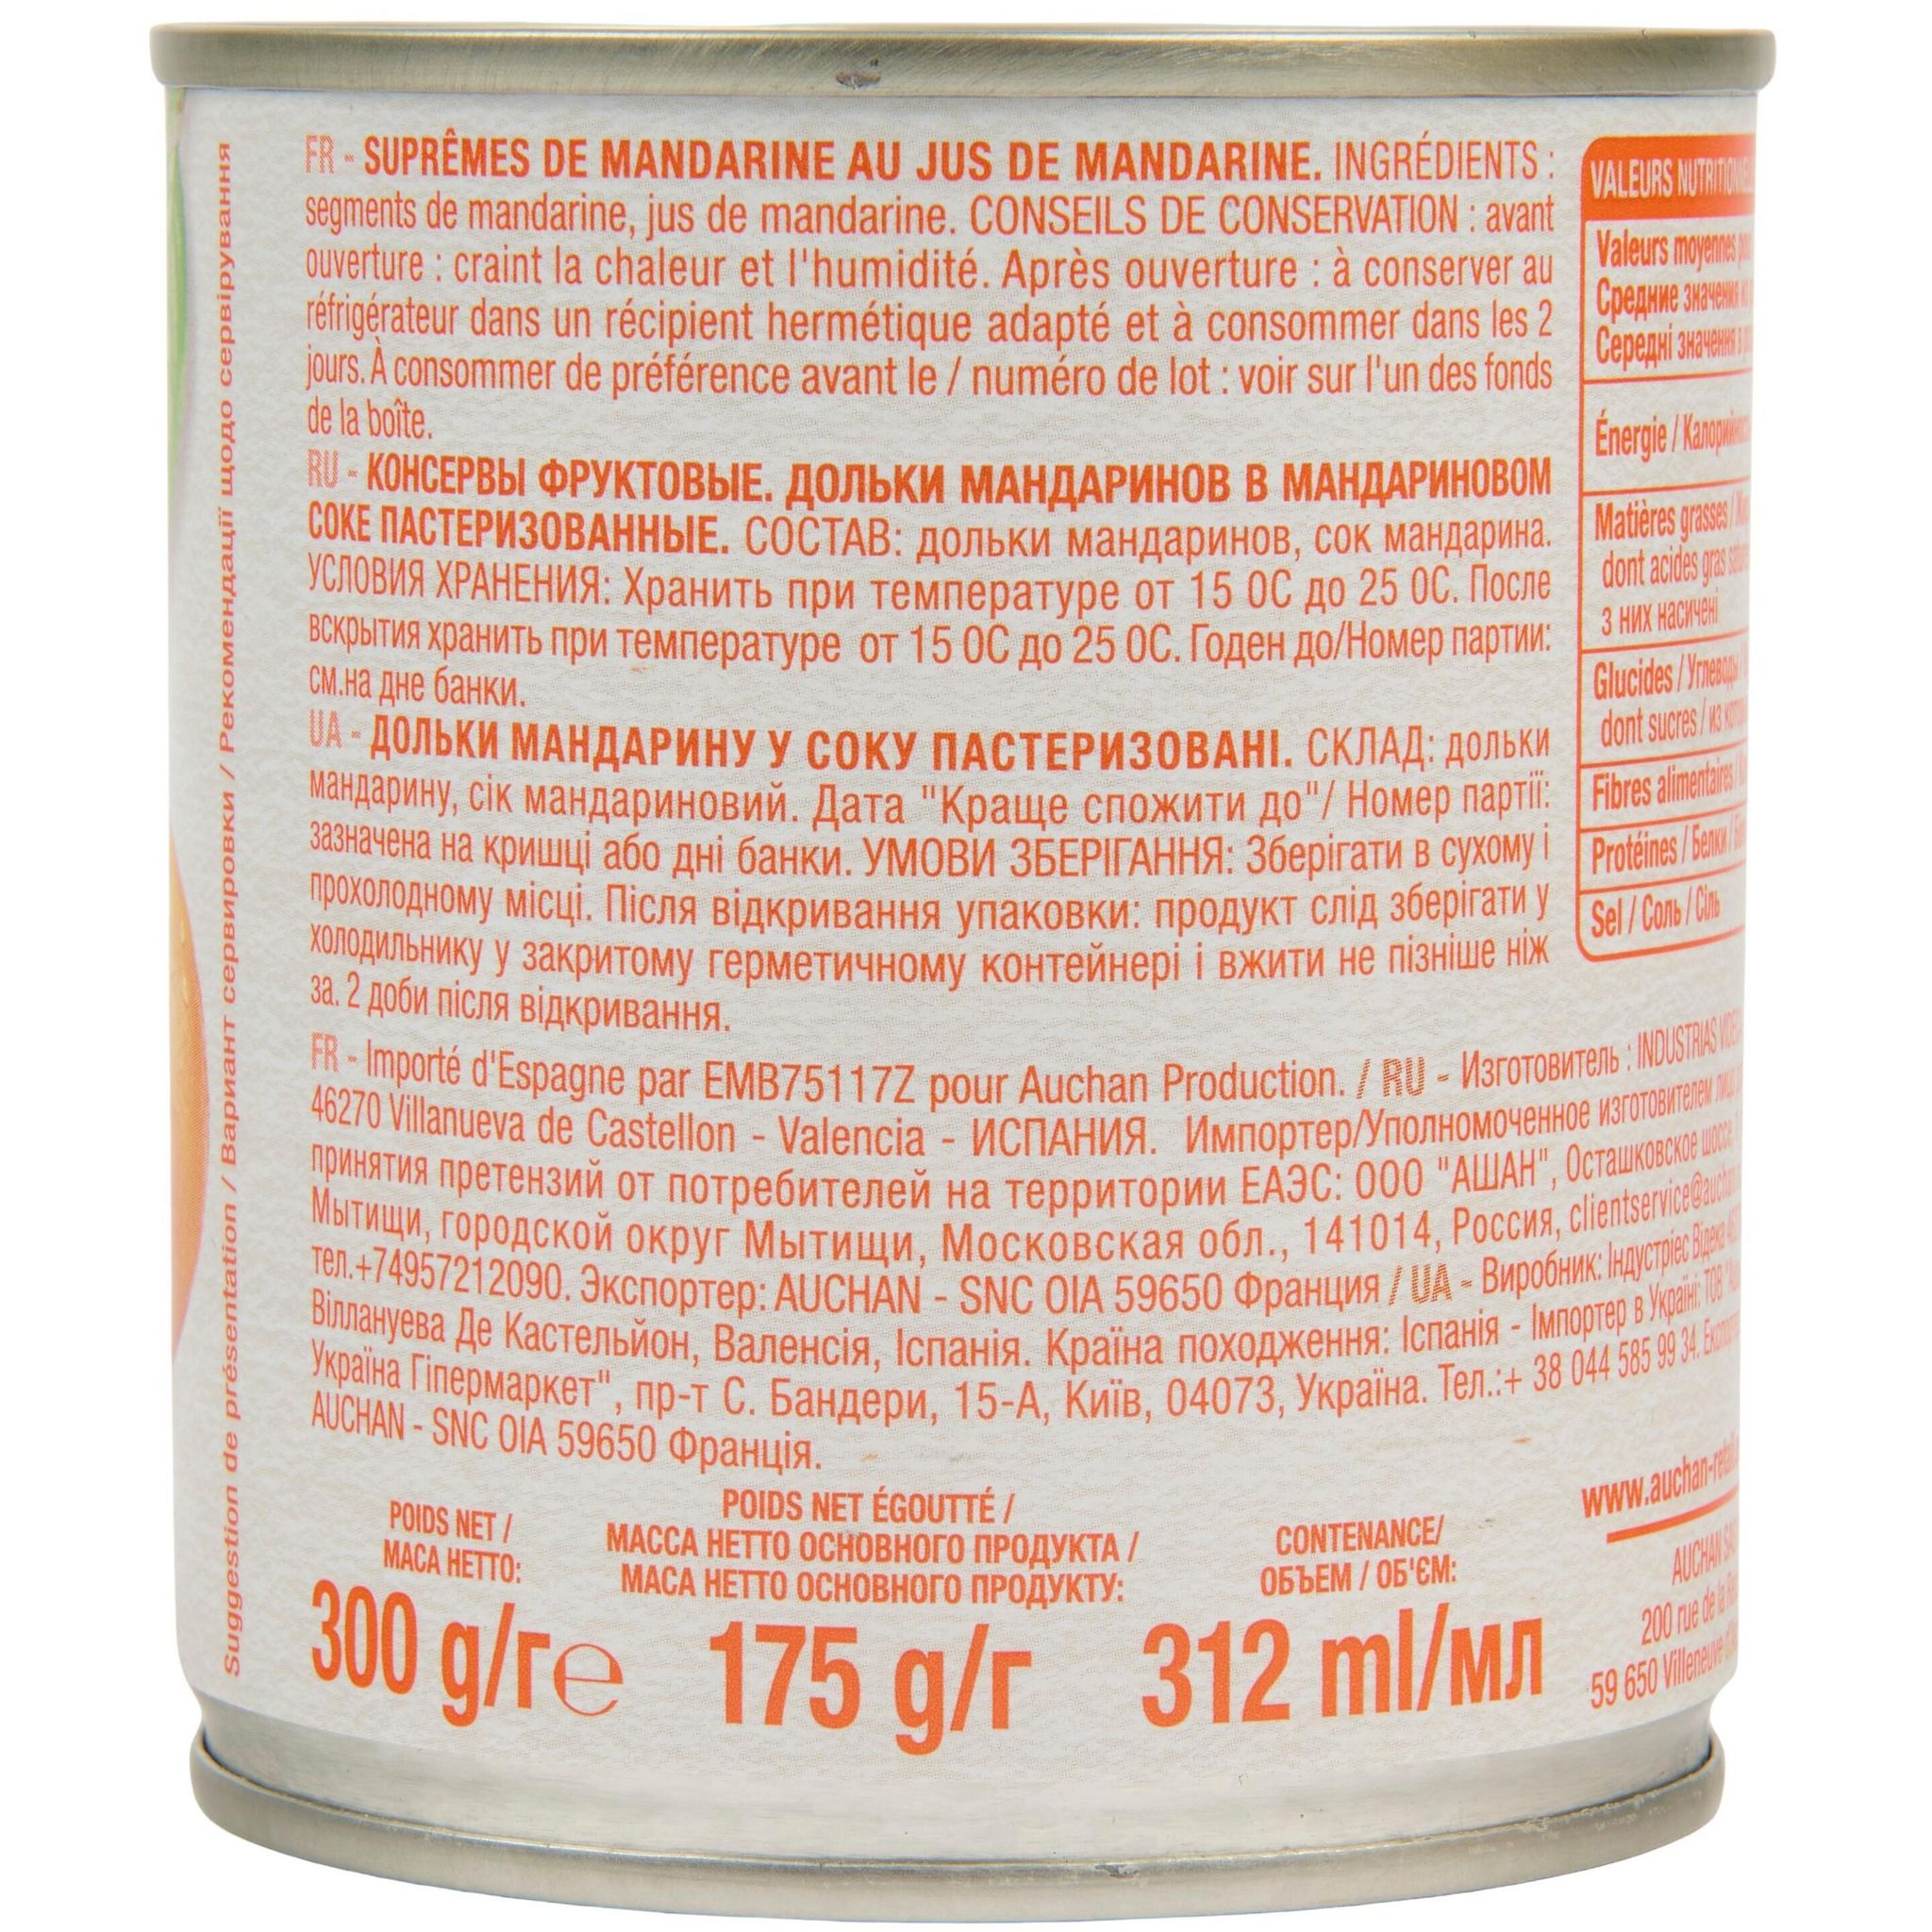 Suggestion de présentation / Вариант сервировки / Рекомендації щодо сервірування
FR - SUPRÊMES DE MANDARINE AU JUS DE MANDARINE. INGRÉDIENTS :
segments de mandarine, jus de mandarine. CONSEILS DE CONSERVATION : avant
ouverture : craint la chaleur et l'humidité. Après ouverture : à conserver au
réfrigérateur dans un récipient hermétique adapté et à consommer dans les 2
jours. À consommer de préférence avant le / numéro de lot : voir sur l'un des fonds
de la boîte.
RU - КОНСЕРВЫ ФРУКТОВЫЕ. ДОЛЬКИ МАНДАРИНОВ В МАНДАРИНОВОМ
СОКЕ ПАСТЕРИЗОВАННЫЕ. СОСТАВ: дольки мандаринов, сок мандарина.
УСЛОВИЯ ХРАНЕНИЯ: Хранить при температуре от 15 0С до 25 0С. После
вскрытия хранить при температуре от 15 0С до 25 0С. Годен до/Номер партии:
см.на дне банки.
UA - ДОЛЬКИ МАНДАРИНУ У СОКУ ПАСТЕРИЗОВАНІ. СКЛАД: дольки
мандарину, сік мандариновий. Дата "Краще спожити до"/ Номер партії:
зазначена на кришці або дні банки. УМОВИ ЗБЕРІГАННЯ: Зберігати в сухому і
прохолодному місці. Після відкривання упаковки: продукт слід зберігати у
холодильнику у закритому герметичному контейнері і вжити не пізніше ніж
за. 2 доби після відкривання.
FR - Importé d'Espagne par EMB75117Z pour Auchan Production. / RU - Изготовитель : INDUSTRIAS
46270 Villanueva de Castellon - Valencia - ИСПАНИЯ. Импортер/Уполномоченное изготовителем лицо
принятия претензий от потребителей на территории ЕАЭС: ООО "АШАН", Осташковское шоссе,
Мытищи, городской округ Мытищи, Московская обл., 141014, Россия, clientservice@auchan
тел.+74957212090. Экспортер: AUCHAN - SNC OIA 59650 Франция / UA - Виробник: Індустріес Відека
Віллануева Де Кастельйон, Валенсія, Іспанія. Країна походження: Іспанія - Імпортер в Україні: ТОВ
Україна Гіпермаркет", пр-т С. Бандери, 15-А, Київ, 04073, Україна. Тел.:+ 38 044 585 99 34.
AUCHAN - SNC OIA 59650 Франція.
POIDS NET /
МАСА НЕТТО:
300 g/г℮
POIDS NET ÉGOUTTÉ /
МАССА НЕТТО ОСНОВНОГО ПРОДУКТА /
МАСА НЕТТО ОСНОВНОГО ПРОДУКТУ:
175 g/г
CONTENANCE/
ОБЪЕМ / ОБ'ЄМ:
312 ml/мл
VALEURS
Valeurs moyennes
Средние значения
Середні значення
Énergie /
Matières grasses /
dont acides gras
з них насичені
Glucides / Углеводы
dont sucres / из
Fibres alimentaires
Protéines / Белки /
Sel / Соль / Сіль
www.auchan-
AUCHAN
200 rue de la
59 650 Villeneuve